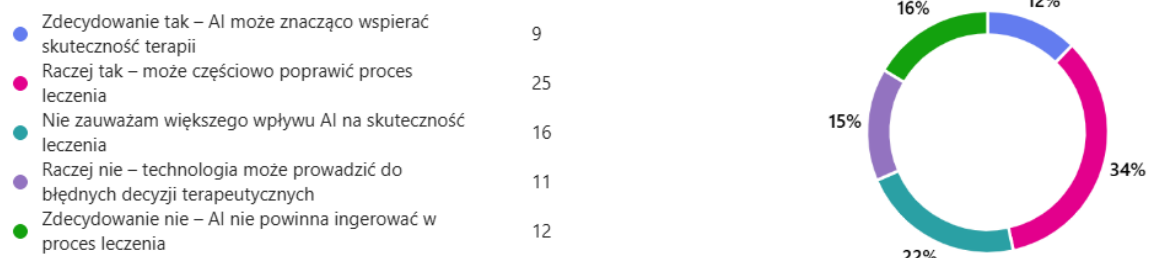 Zdecydowanie tak – AI może znacząco wspierać
skuteczność terapii
9
Raczej tak – może częściowo poprawić proces
leczenia
25
Nie zauważam większego wpływu AI na skuteczność
leczenia
16
Raczej nie – technologia może prowadzić do
błędnych decyzji terapeutycznych
11
Zdecydowanie nie – AI nie powinna ingerować w
proces leczenia
12
16%
12%
15%
34%
22%